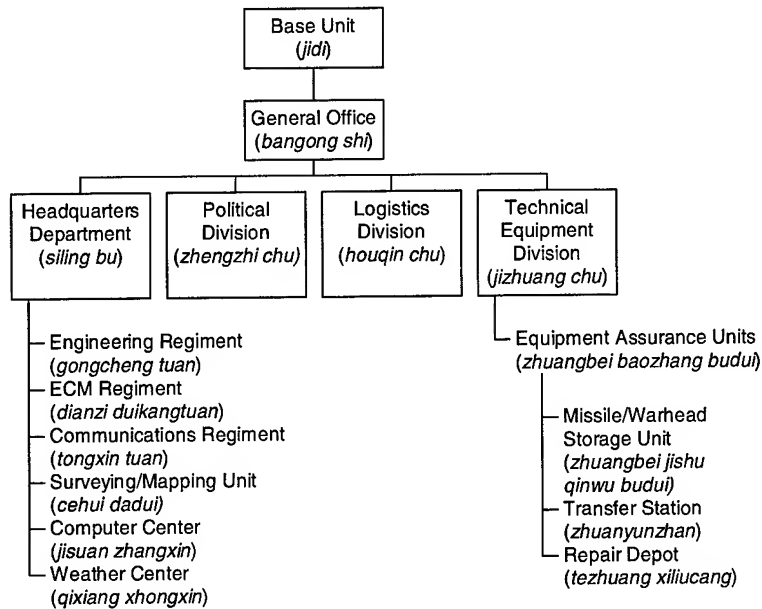 Base Unit
(jidi)
General Office
(bangong shi)
Headquarters
Department
(siling bu)
Political
Division
(zhengzhi chu)
Logistics
Division
(houqin chu)
Technical
Equipment
Division
(jizhuang chu)
Engineering Regiment
(gongcheng tuan)
ECM Regiment
(dianzi duikangtuan)
Communications Regiment
(tongxin tuan)
Surveying/Mapping Unit
(cehui dadui)
Computer Center
(jisuan zhangxin)
Weather Center
(qixiang xhongxin)
Equipment Assurance Units
(zhuangbei baozhang budui)
Missile/Warhead
Storage Unit
(zhuangbei jishu
qinwu budui)
Transfer Station
(zhuanyunzhan)
Repair Depot
(tezhuang xiliucang)